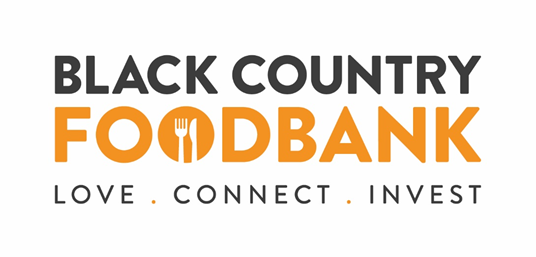 BLACK COUNTRY
FOODBANK
LOVE . CONNECT . INVEST